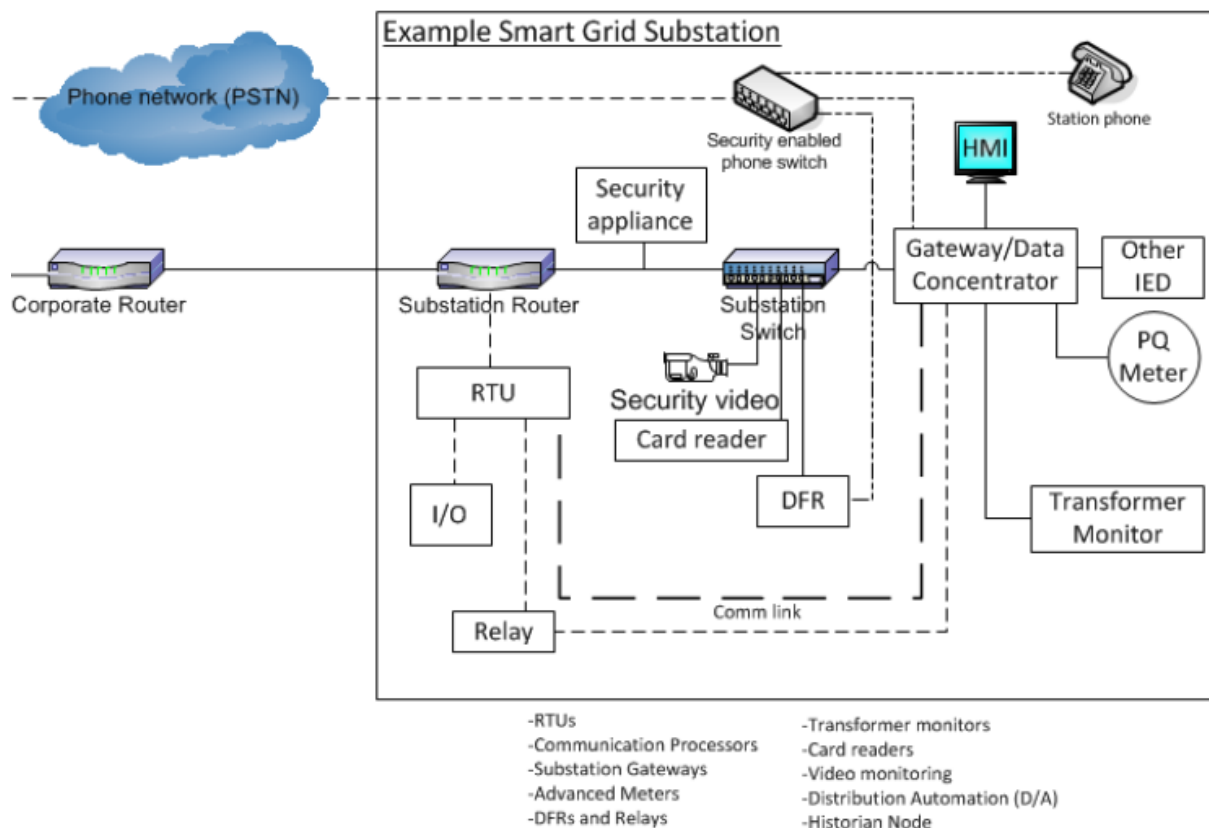 Example Smart Grid Substation
Phone network (PSTN)
Station phone
Security enabled
phone switch
HMI
Security
appliance
Gateway/Data
Concentrator
Other
IED
Corporate Router
Substation Router
Substation
Switch
PQ
Meter
RTU
Security video
Card reader
I/O
DFR
Transformer
Monitor
Comm link
Relay
-RTUs
-Communication Processors
-Substation Gateways
-Advanced Meters
-DFRs and Relays
-Transformer monitors
-Card readers
-Video monitoring
-Distribution Automation (D/A)
-Historian Node